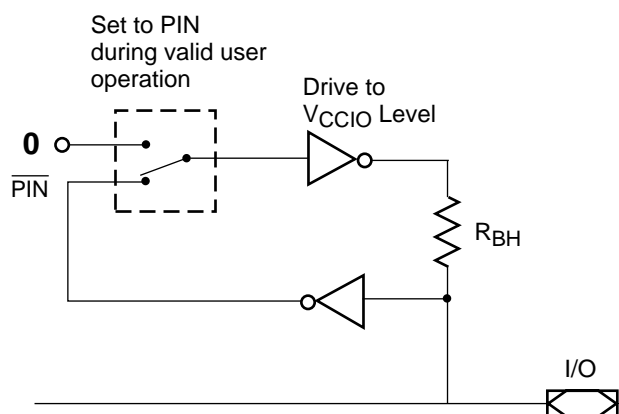 Set to PIN
during valid user
operation
Drive to
VCCIO Level
0
PIN
RBH
I/O